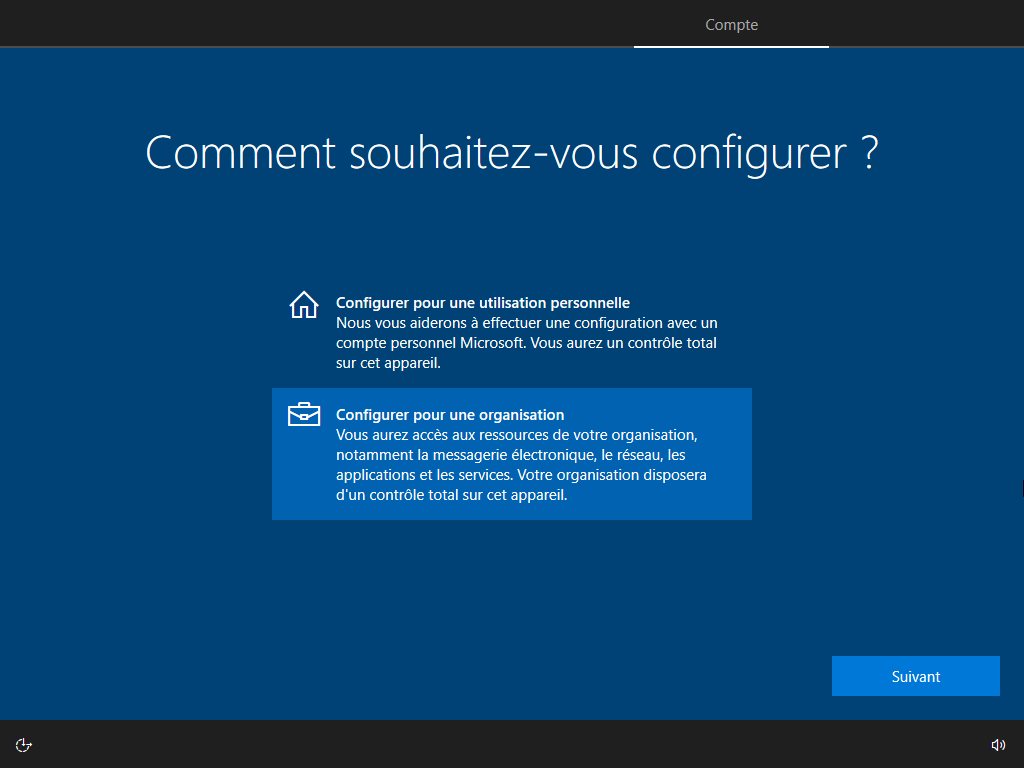 Compte
Comment souhaitez-vous configurer ?
Configurer pour une utilisation personnelle
Nous vous aiderons à effectuer une configuration avec un
compte personnel Microsoft. Vous aurez un contrôle total
sur cet appareil.
Configurer pour une organisation
Vous aurez accès aux ressources de votre organisation,
notamment la messagerie électronique, le réseau, les
applications et les services. Votre organisation disposera
d'un contrôle total sur cet appareil.
Suivant